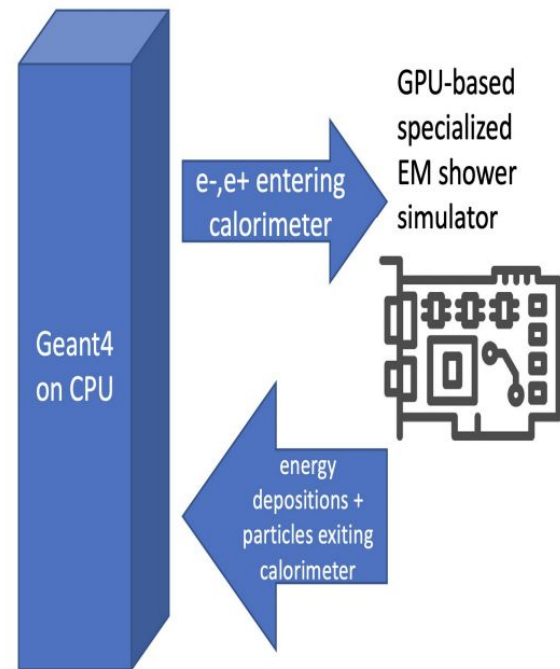 GPU-based
specialized
EM shower
simulator
e-,e+ entering
calorimeter
Geant4
on CPU
energy
depositions +
particles exiting
calorimeter